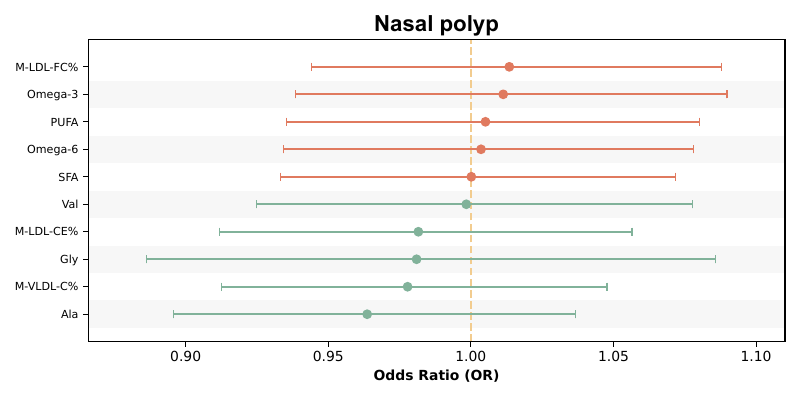 Nasal polyp
M-LDL-FC%
Omega-3
PUFA
Omega-6
SFA
Val
M-LDL-CE%
Gly
M-VLDL-C%
Ala
0.90 0.95 1.00 1.05 1.10
Odds Ratio (OR)